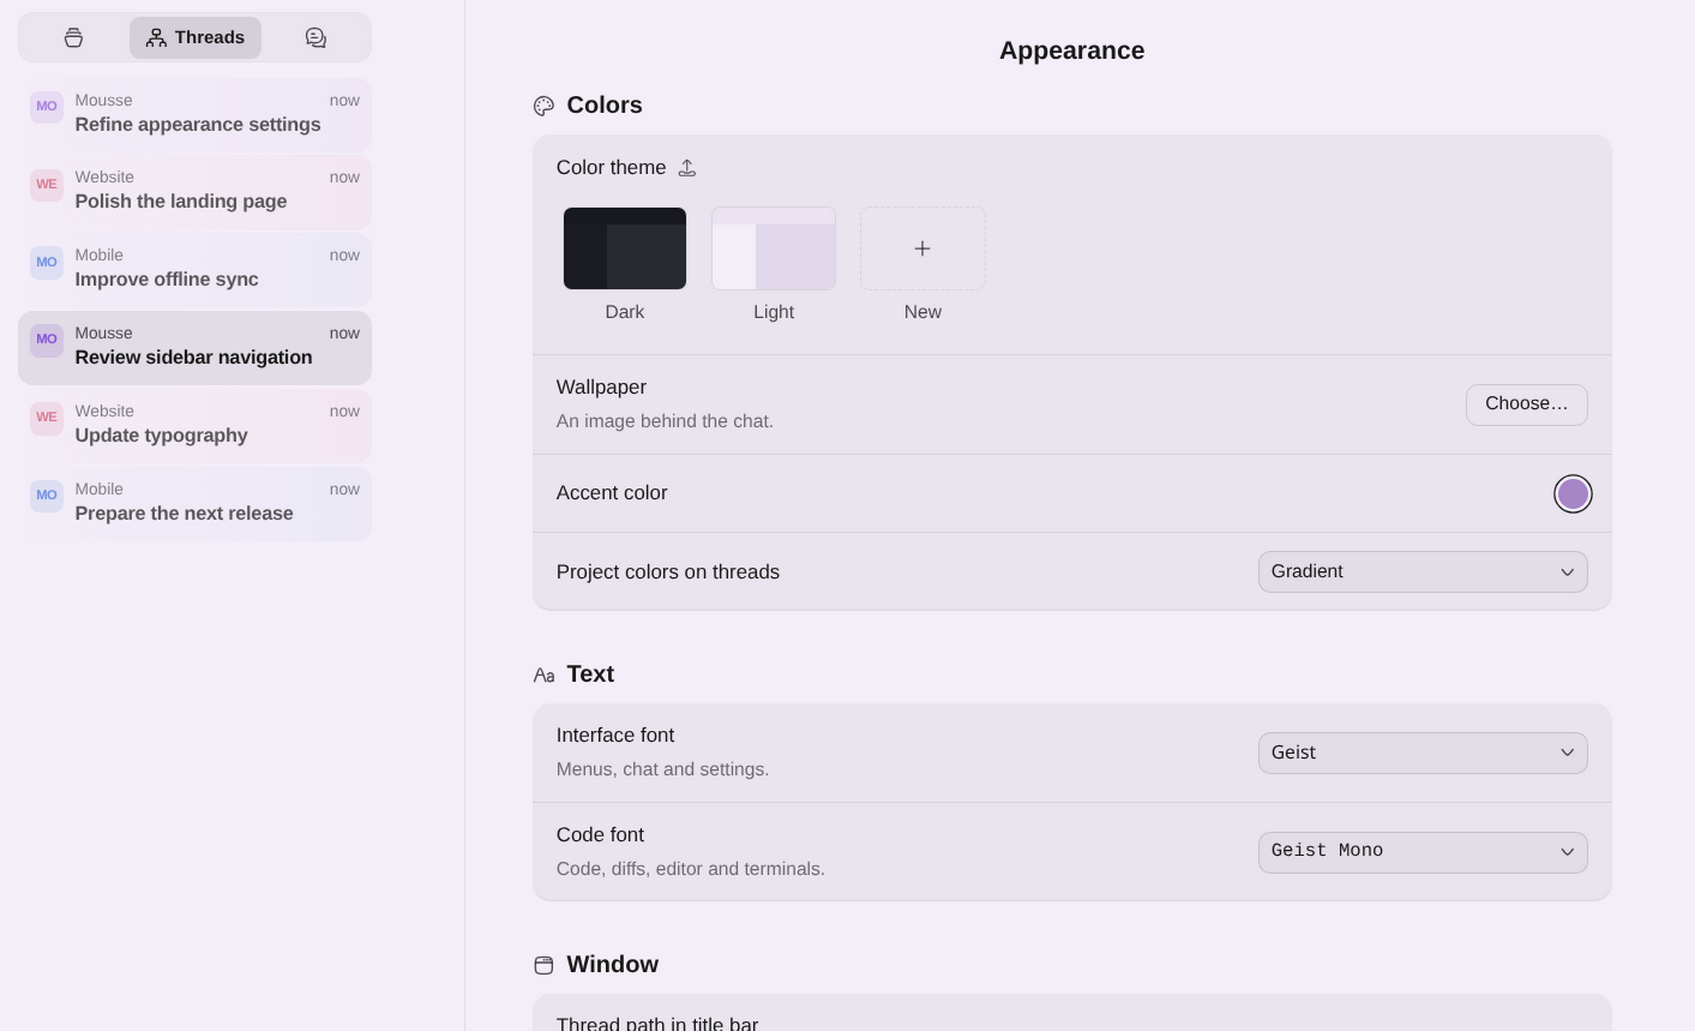 Threads
MO
Mousse
now
Refine appearance settings
WE
Website
now
Polish the landing page
MO
Mobile
now
Improve offline sync
MO
Mousse
now
Review sidebar navigation
WE
Website
now
Update typography
MO
Mobile
now
Prepare the next release
Appearance
Colors
Color theme
Dark
Light
New
Wallpaper
An image behind the chat.
Choose…
Accent color
Project colors on threads
Gradient
Aa
Text
Interface font
Menus, chat and settings.
Geist
Code font
Code, diffs, editor and terminals.
Geist Mono
Window
Thread path in title bar